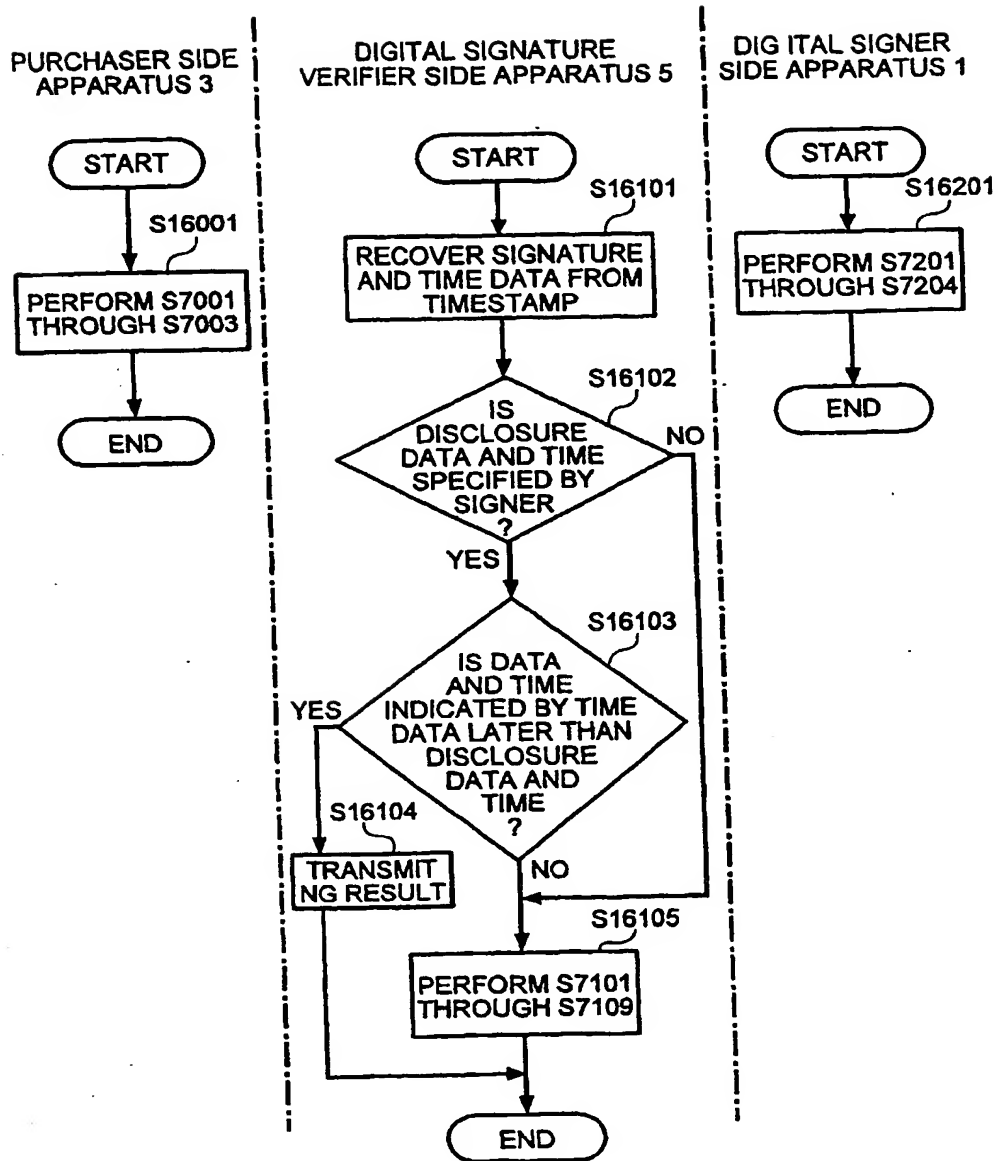 PURCHASER SIDE
APPARATUS 3
START
S16001
PERFORM S7001
THROUGH S7003
END
DIGITAL SIGNATURE
VERIFIER SIDE APPARATUS 5
START
S16101
RECOVER SIGNATURE
AND TIME DATA FROM
TIMESTAMP
S16102
IS
DISCLOSURE
DATA AND TIME
SPECIFIED BY
SIGNER
?
NO
YES
S16103
IS DATA
AND TIME
INDICATED BY TIME
DATA LATER THAN
DISCLOSURE
DATA AND
TIME
?
YES
S16104
TRANSMIT
NG RESULT
NO
S16105
PERFORM S7101
THROUGH S7109
END
DIG ITAL SIGNER
SIDE APPARATUS 1
START
S16201
PERFORM S7201
THROUGH S7204
END